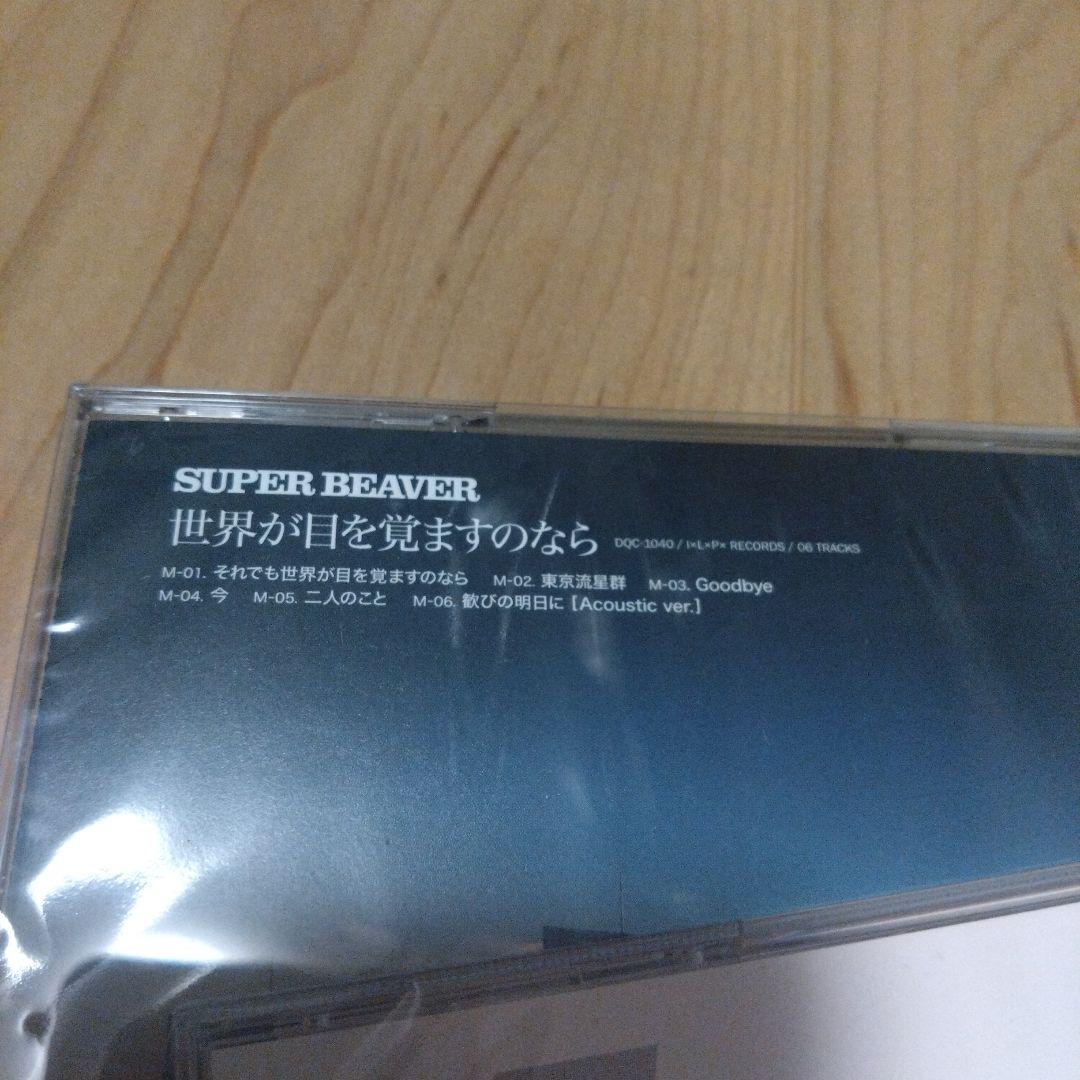 SUPER BEAVER
世界が目を覚ますのなら DQC-1040 / I×L×P× RECORDS / 06 TRACKS
M-01. それでも世界が目を覚ますのなら M-02. 東京流星群 M-03. Goodbye
M-04. 今 M-05. 二人のこと M-06. 歓びの明日に [Acoustic ver.]